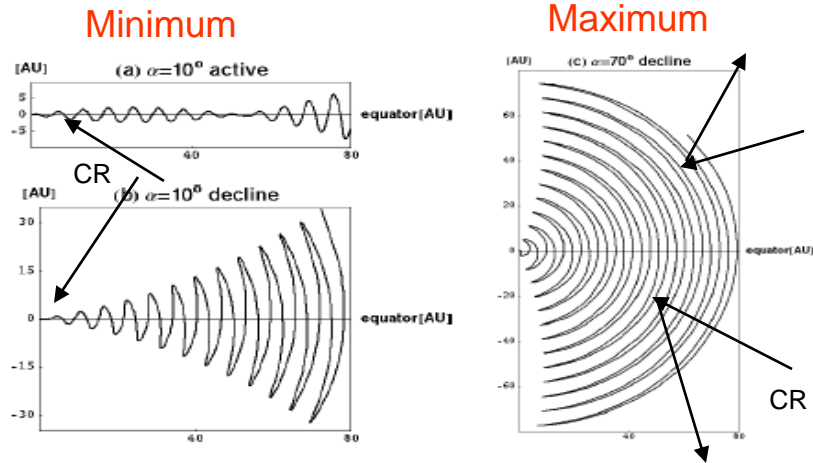 Minimum
Maximum
[AU]
(a) α=10° active
5
0
-5
equator[AU]
40
80
CR
[AU]
(b) α=10° decline
30
15
0
-15
-30
equator[AU]
40
80
[AU]
(c) α=70° decline
60
40
20
0
-20
-40
-60
equator[AU]
CR
40
80